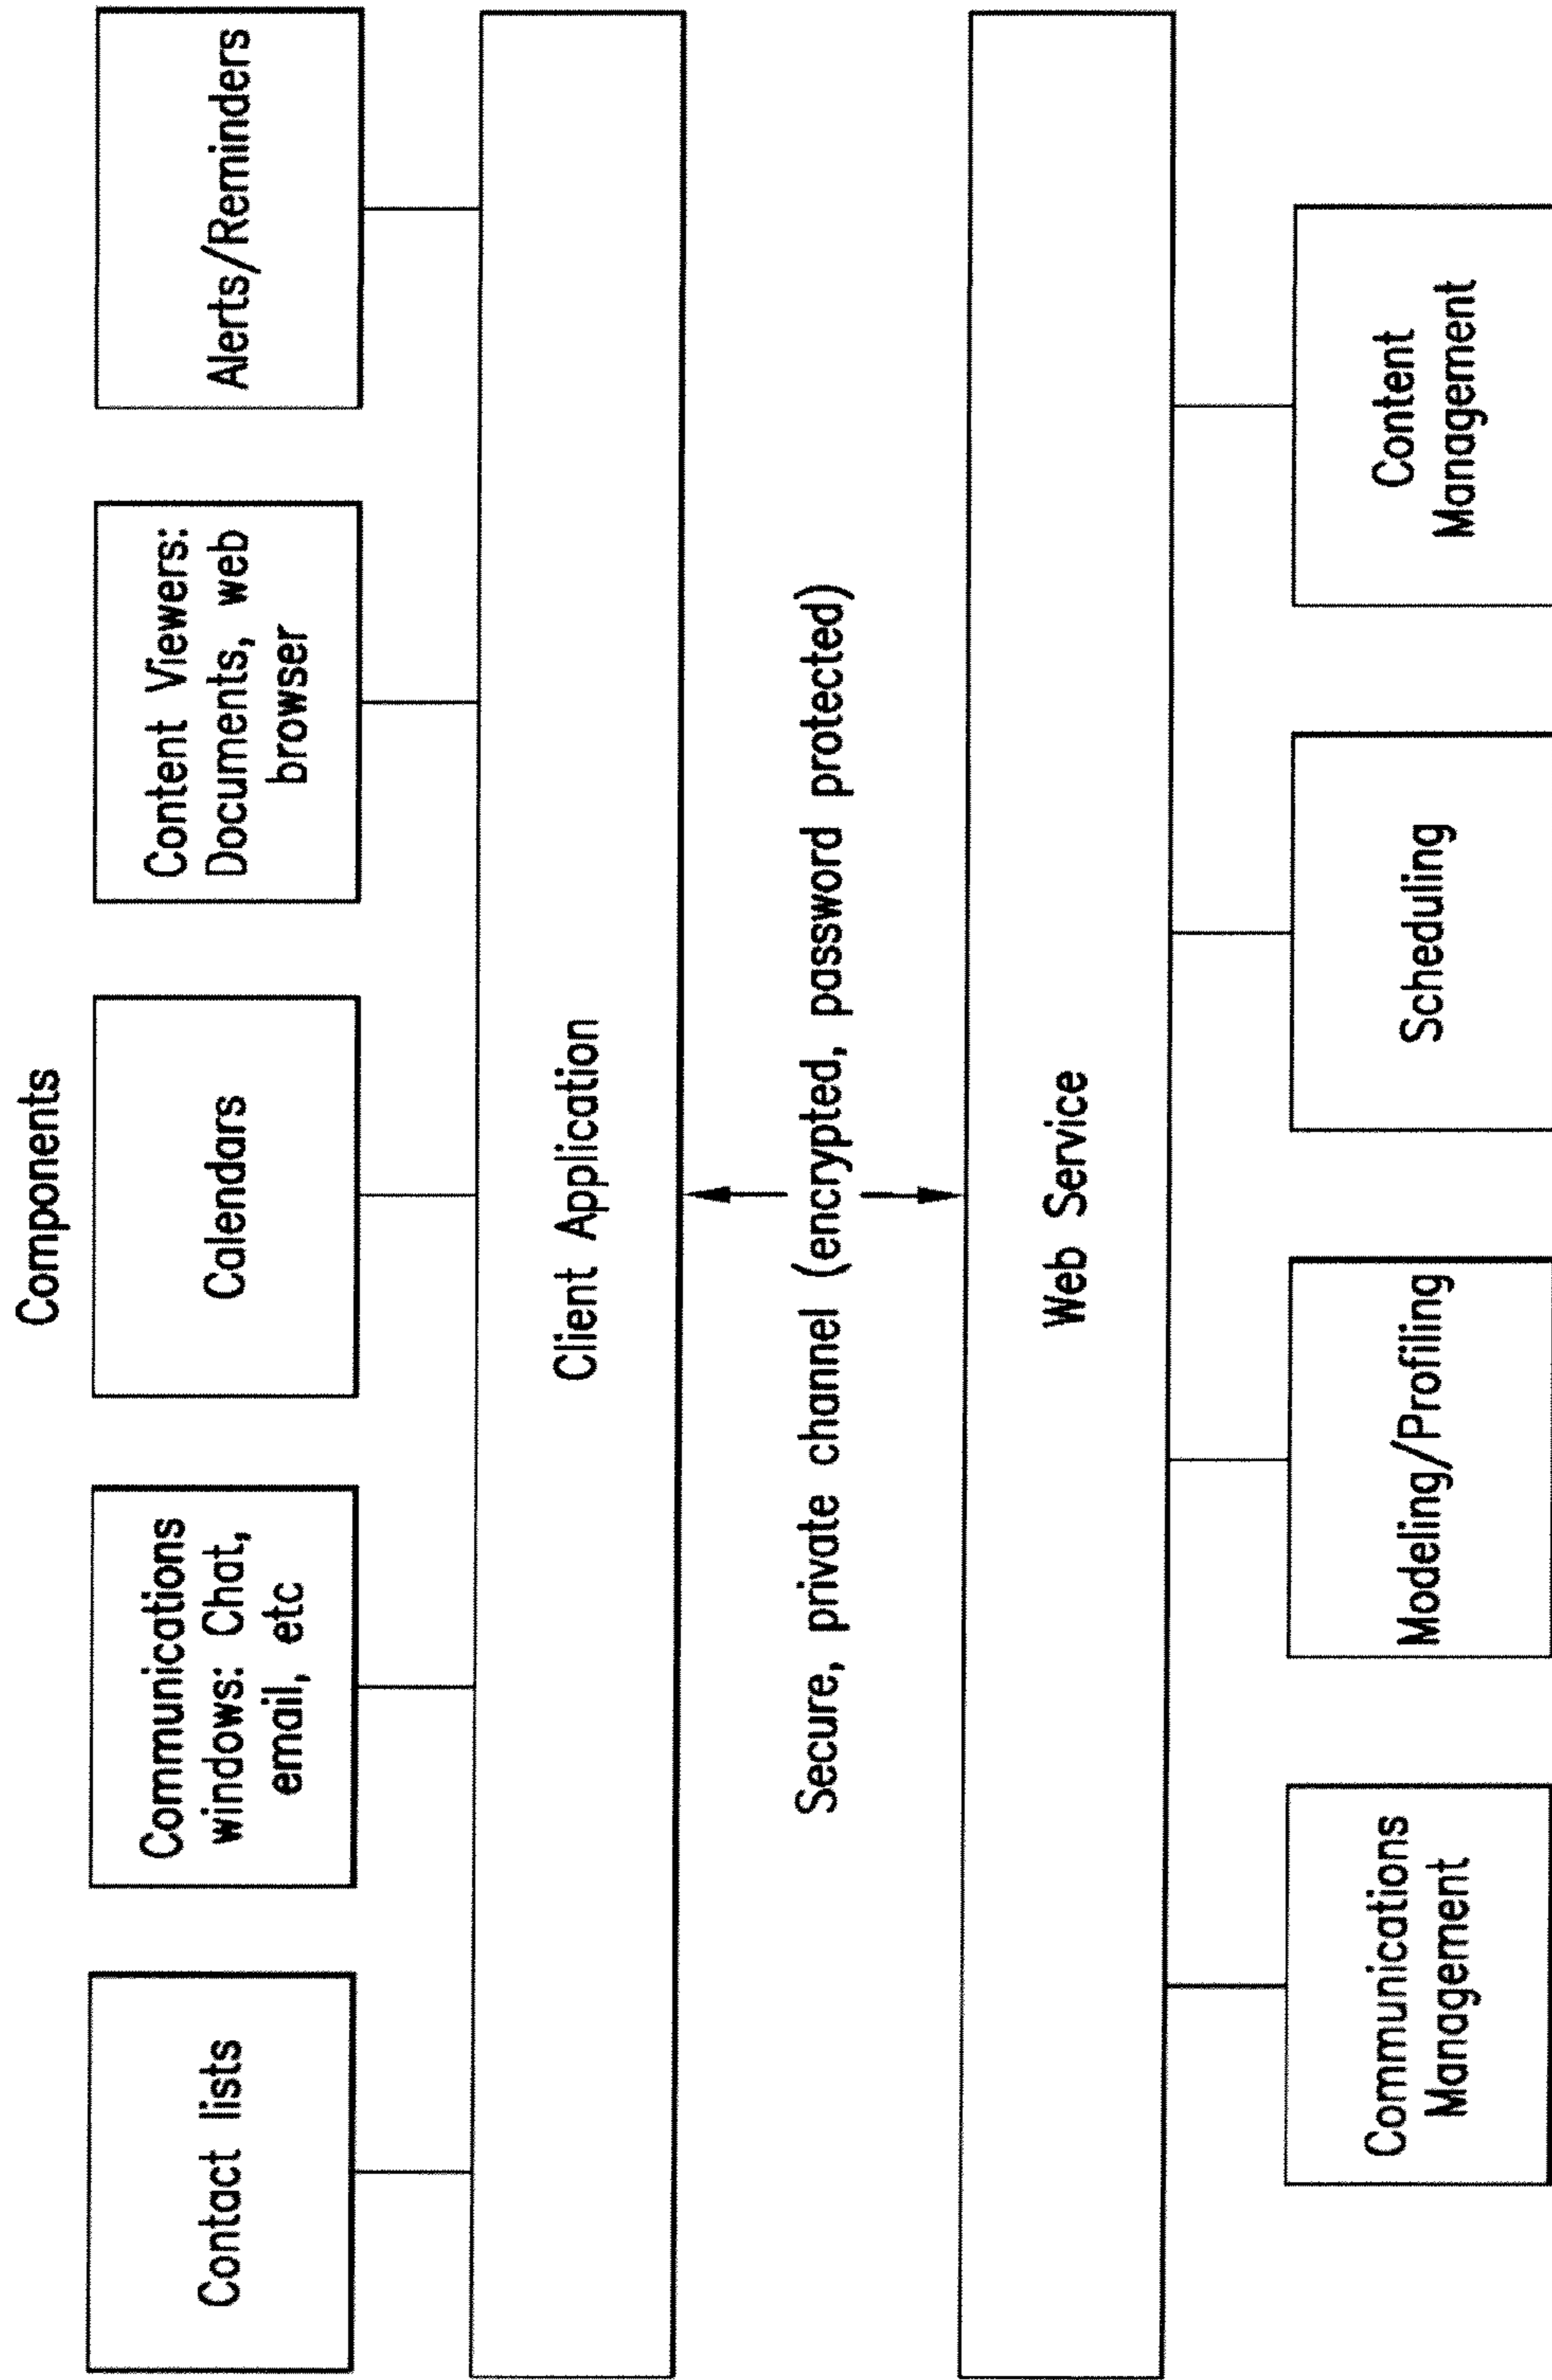 Components
Contact lists
Communications
windows: Chat,
email, etc
Calendars
Content Viewers:
Documents, web
browser
Alerts/Reminders
Client Application
Secure, private channel (encrypted, password protected)
Web Service
Communications
Management
Modeling/Profiling
Scheduling
Content
Management